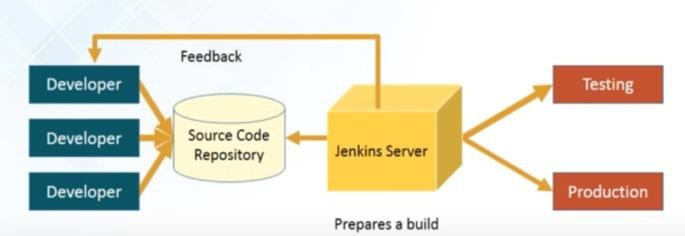 Feedback
Developer
Developer
Developer
Source Code
Repository
Jenkins Server
Prepares a build
Testing
Production